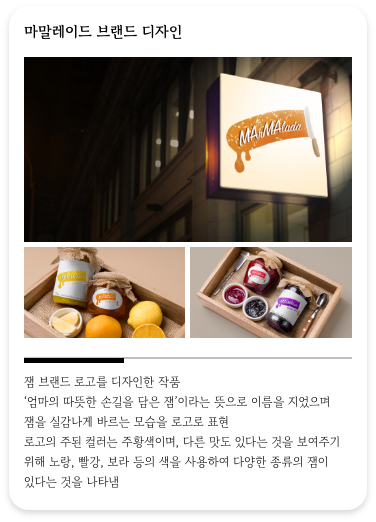 마말레이드 브랜드 디자인
MAjiMAlada
잼 브랜드 로고를 디자인한 작품
‘엄마의 따뜻한 손길을 담은 잼’이라는 뜻으로 이름을 지었으며
잼을 실감나게 바르는 모습을 로고로 표현
로고의 주된 컬러는 주황색이며, 다른 맛도 있다는 것을 보여주기
위해 노랑, 빨강, 보라 등의 색을 사용하여 다양한 종류의 잼이
있다는 것을 나타냄